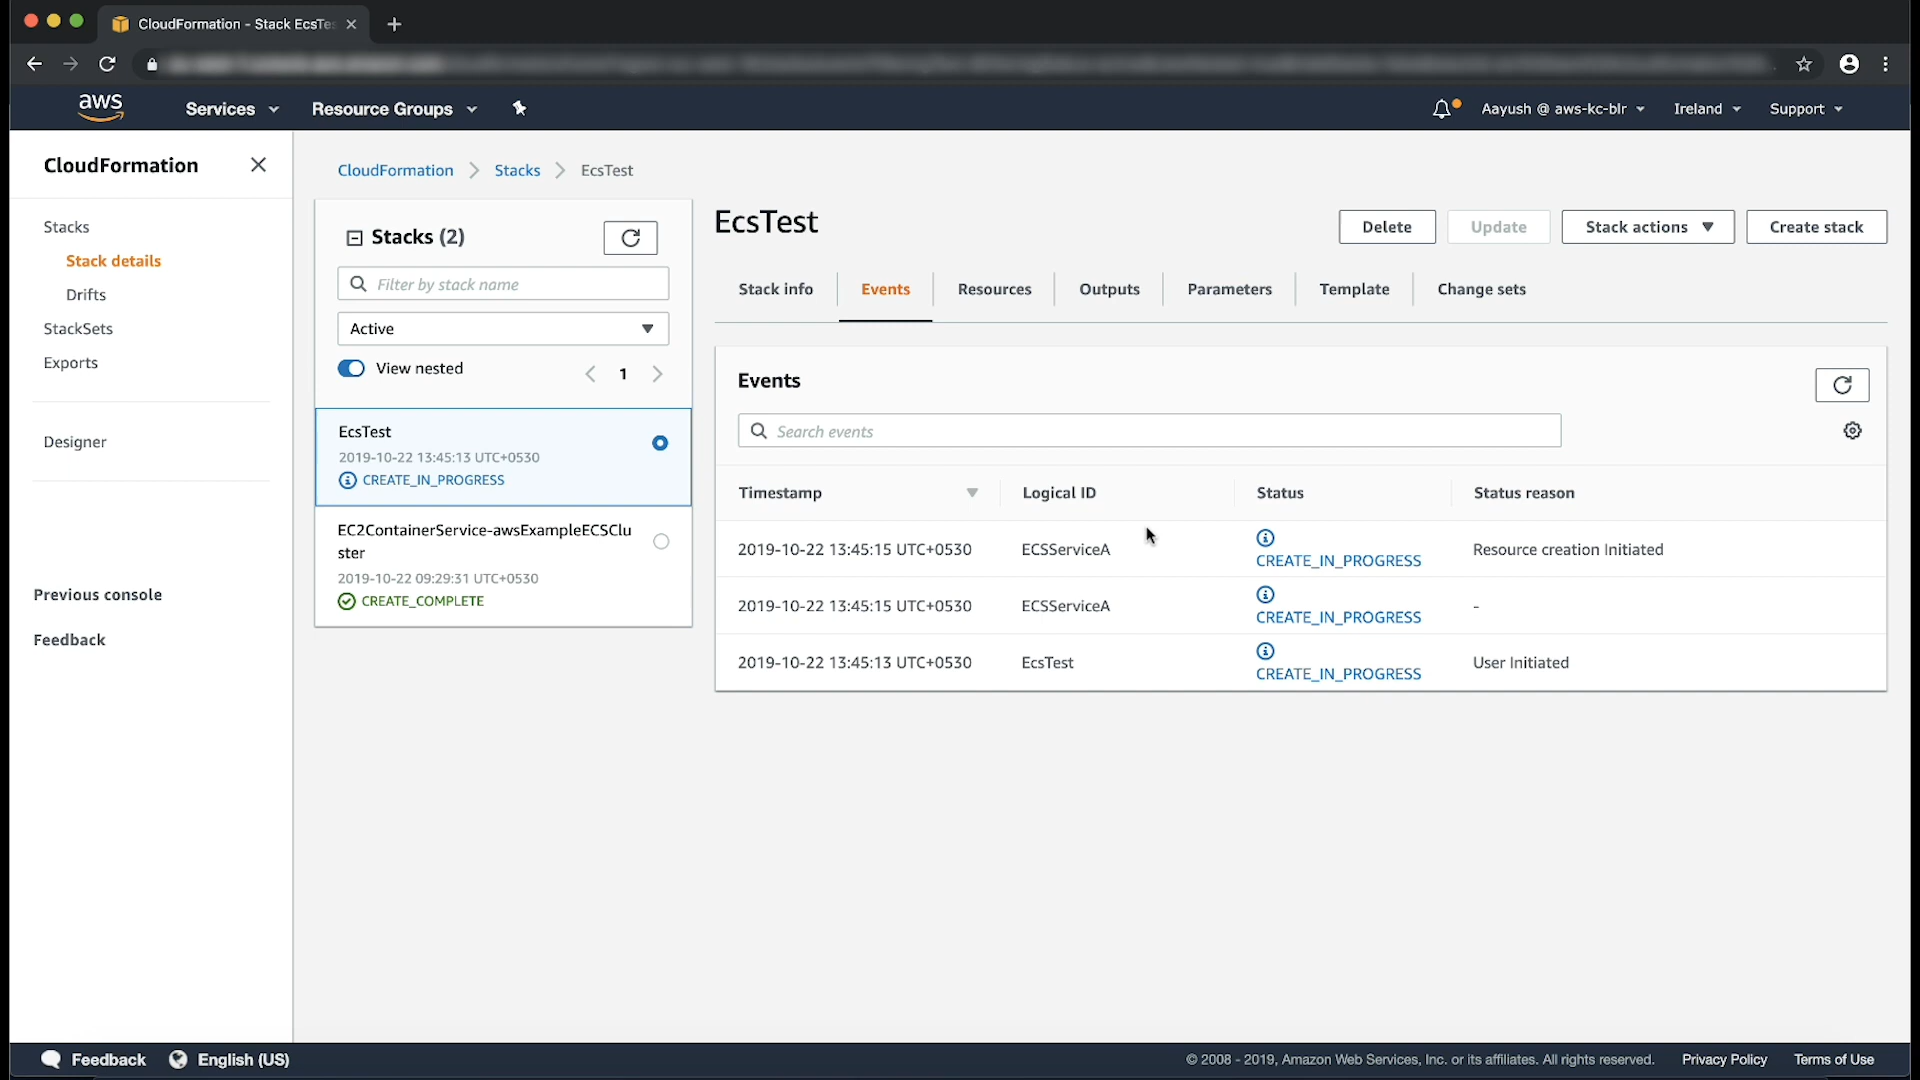 CloudFormation - Stack EcsTe
aws
Services
Resource Groups
Aayush @ aws-kc-blr
Ireland
Support
CloudFormation
Stacks
Stack details
Drifts
StackSets
Exports
Designer
Previous console
Feedback
CloudFormation
Stacks
EcsTest
Stacks (2)
Filter by stack name
Active
View nested
1
EcsTest
2019-10-22 13:45:13 UTC+0530
CREATE_IN_PROGRESS
EC2ContainerService-awsExampleECSClu
ster
2019-10-22 09:29:31 UTC+0530
CREATE_COMPLETE
EcsTest
Delete
Update
Stack actions
Create stack
Stack info
Events
Resources
Outputs
Parameters
Template
Change sets
Events
Search events
Timestamp
Logical ID
Status
Status reason
2019-10-22 13:45:15 UTC+0530
ECSServiceA
CREATE_IN_PROGRESS
Resource creation Initiated
2019-10-22 13:45:15 UTC+0530
ECSServiceA
CREATE_IN_PROGRESS
-
2019-10-22 13:45:13 UTC+0530
EcsTest
CREATE_IN_PROGRESS
User Initiated
Feedback
English (US)
© 2008 - 2019, Amazon Web Services, Inc. or its affiliates. All rights reserved.
Privacy Policy
Terms of Use